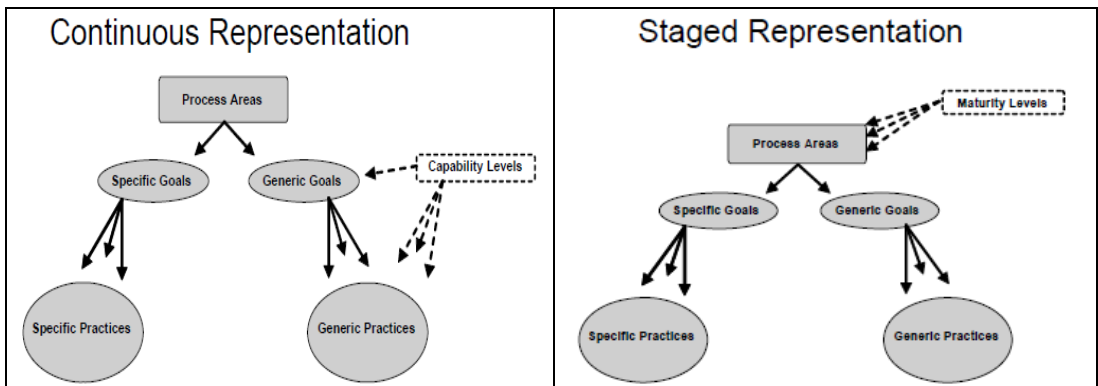 Continuous Representation
Process Areas
Specific Goals
Generic Goals
Capability Levels
Specific Practices
Generic Practices
Staged Representation
Maturity Levels
Process Areas
Specific Goals
Generic Goals
Specific Practices
Generic Practices